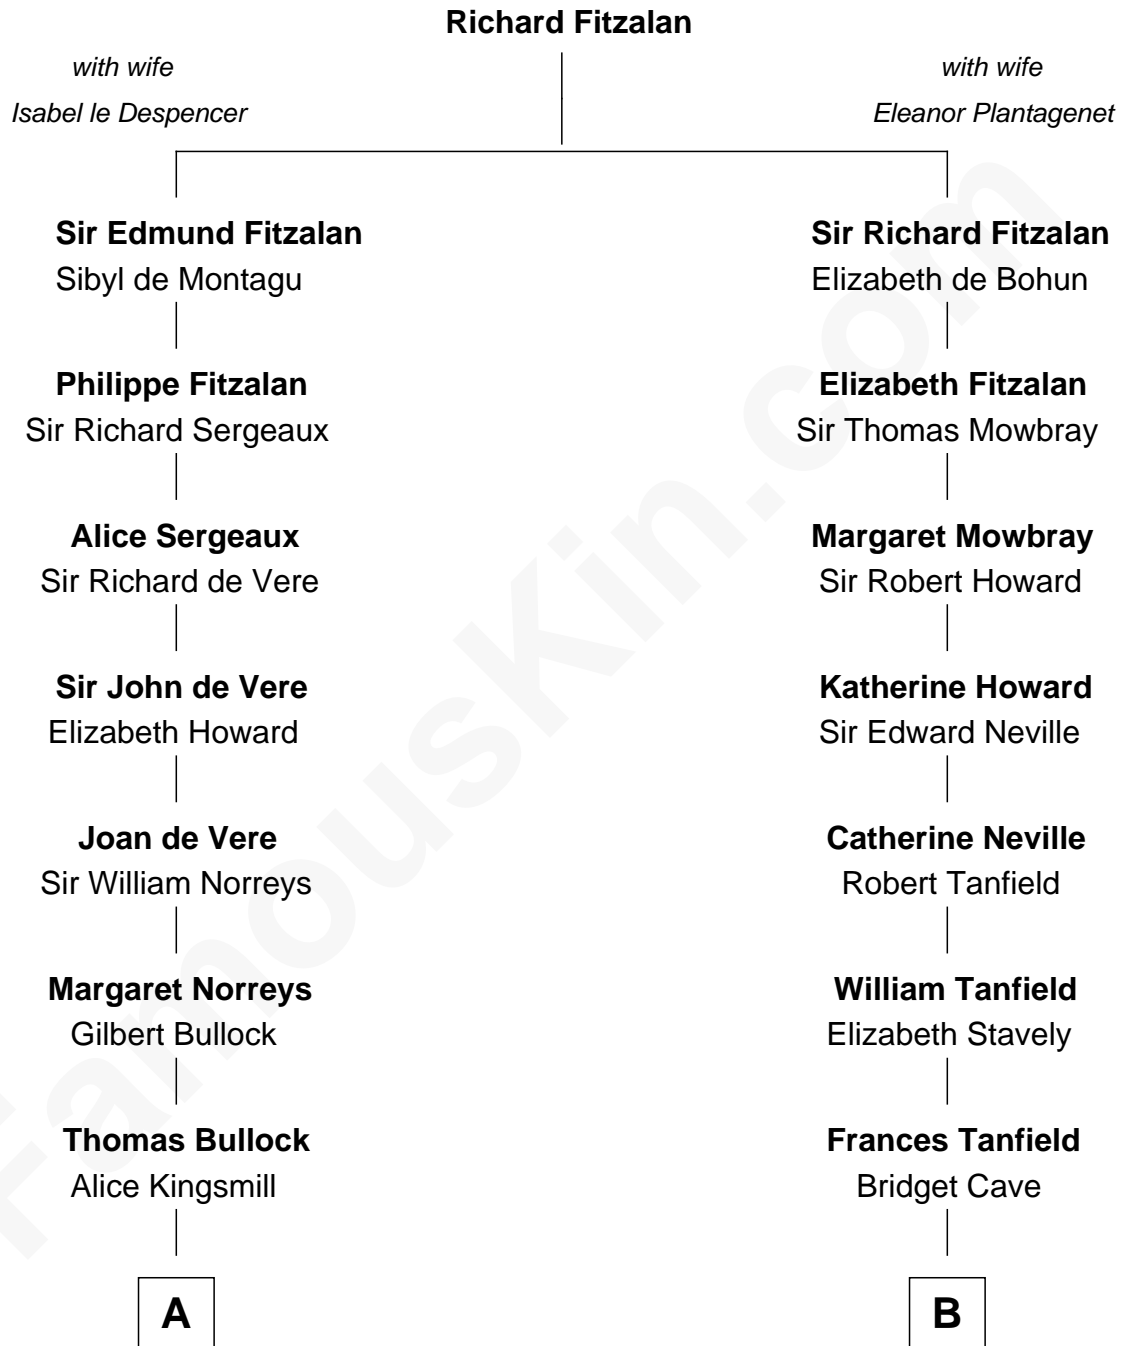 Richard Fitzalan
with wife
Isabel le Despencer
with wife
Eleanor Plantagenet
Sir Edmund Fitzalan
Sibyl de Montagu
Philippe Fitzalan
Sir Richard Sergeaux
Alice Sergeaux
Sir Richard de Vere
Sir John de Vere
Elizabeth Howard
Joan de Vere
Sir William Norreys
Margaret Norreys
Gilbert Bullock
Thomas Bullock
Alice Kingsmill
A
Sir Richard Fitzalan
Elizabeth de Bohun
Elizabeth Fitzalan
Sir Thomas Mowbray
Margaret Mowbray
Sir Robert Howard
Katherine Howard
Sir Edward Neville
Catherine Neville
Robert Tanfield
William Tanfield
Elizabeth Stavely
Frances Tanfield
Bridget Cave
B
FamousKin.com